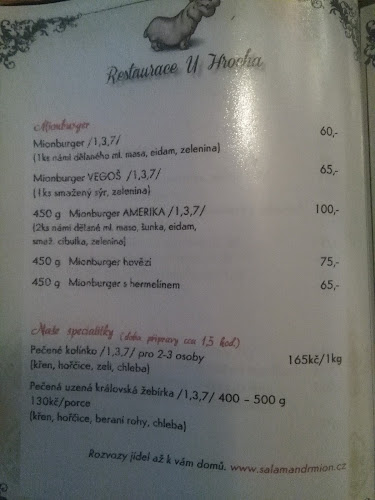 Restaurace U Hrocha
Mionburger
Mionburger /1,3,7/ 60,-
(1ks námi dělaného ml. masa, eidam, zelenina)
Mionburger VEGOŠ /1,3,7/ 65,-
(1ks smažený sýr, zelenina)
450 g Mionburger AMERIKA /1,3,7/ 100,-
(2ks námi dělané ml. maso, šunka, eidam,
smaž. cibulka, zelenina)
450 g Mionburger hovězí 75,-
450 g Mionburger s hermelínem 65,-
Naše specialitky (doba přípravy cca 1,5 hod.)
Pečené kolínko /1,3,7/ pro 2-3 osoby 165kč/1kg
(křen, hořčice, zelí, chleba)
Pečená uzená královská žebírka /1,3,7/ 400 – 500 g
130kč/porce
(křen, hořčice, beraní rohy, chleba)
Rozvozy jídel až k vám domů. www.salamandrmion.cz